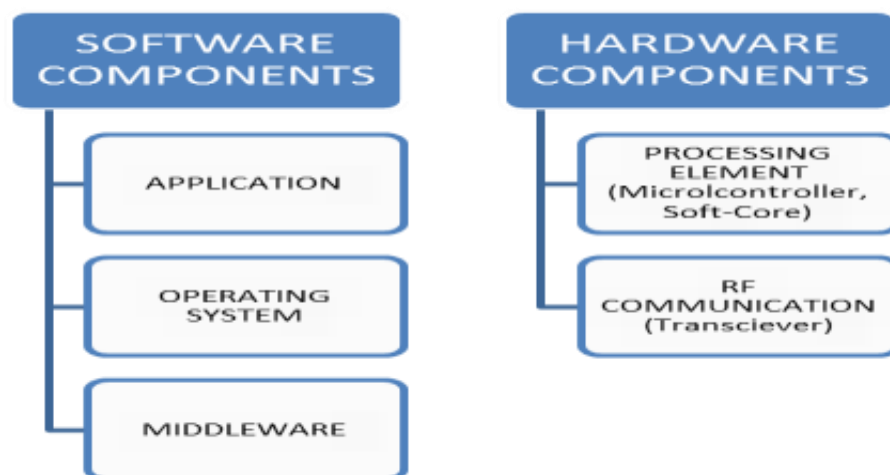 SOFTWARE
COMPONENTS
APPLICATION
OPERATING
SYSTEM
MIDDLEWARE
HARDWARE
COMPONENTS
PROCESSING
ELEMENT
(Microlcontroller,
Soft-Core)
RF
COMMUNICATION
(Transciever)